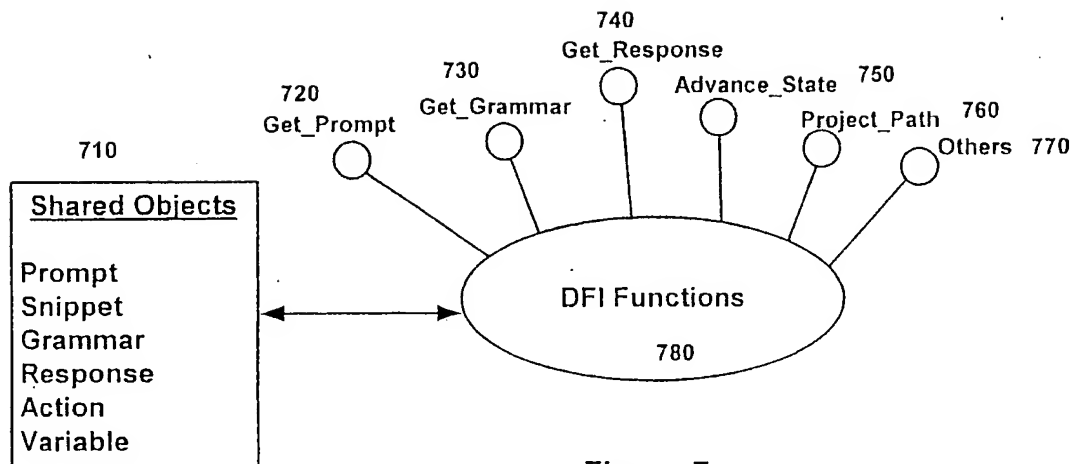 740
Get_Response
730
Get_Grammar
Advance_State 750
720
Get_Prompt
Project_Path 760
Others 770
710
Shared Objects
Prompt
Snippet
Grammar
Response
Action
Variable
DFI Functions
780